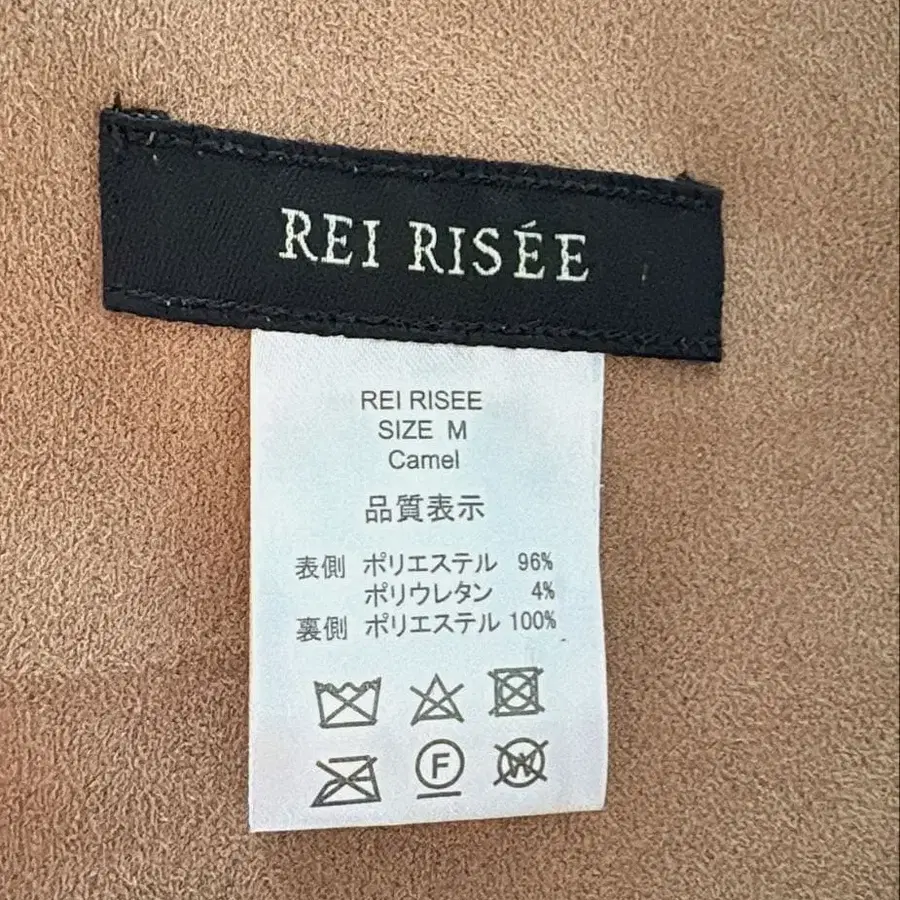 REI RISÉE
REI RISEE
SIZE M
Camel
品質表示
表側 ポリエステル 96%
ポリウレタン 4%
裏側 ポリエステル 100%
F
W